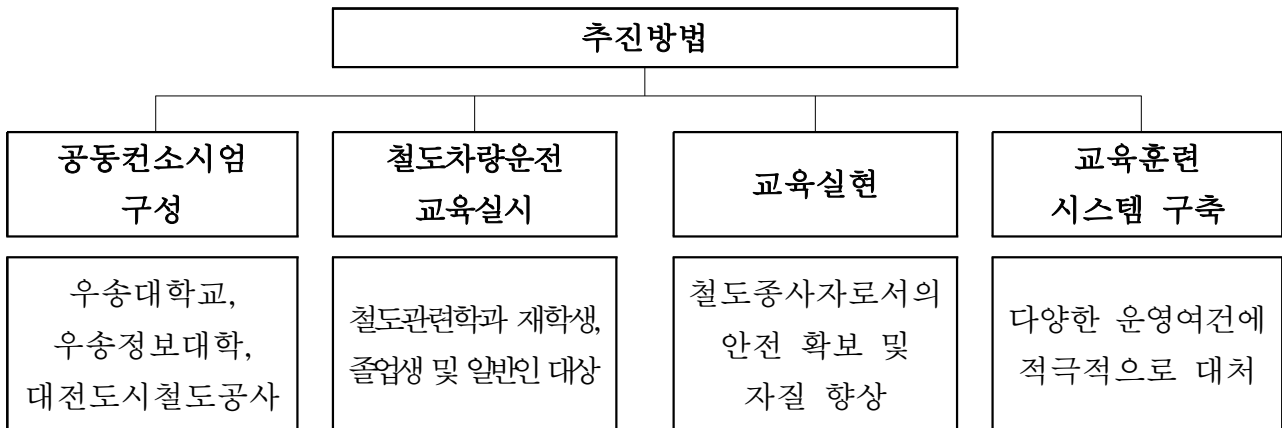 추진방법
공동컨소시엄
구성
철도차량운전
교육실시
교육실현
교육훈련
시스템 구축
우송대학교,
우송정보대학,
대전도시철도공사
철도관련학과 재학생,
졸업생 및 일반인 대상
철도종사자로서의
안전 확보 및
자질 향상
다양한 운영여건에
적극적으로 대처